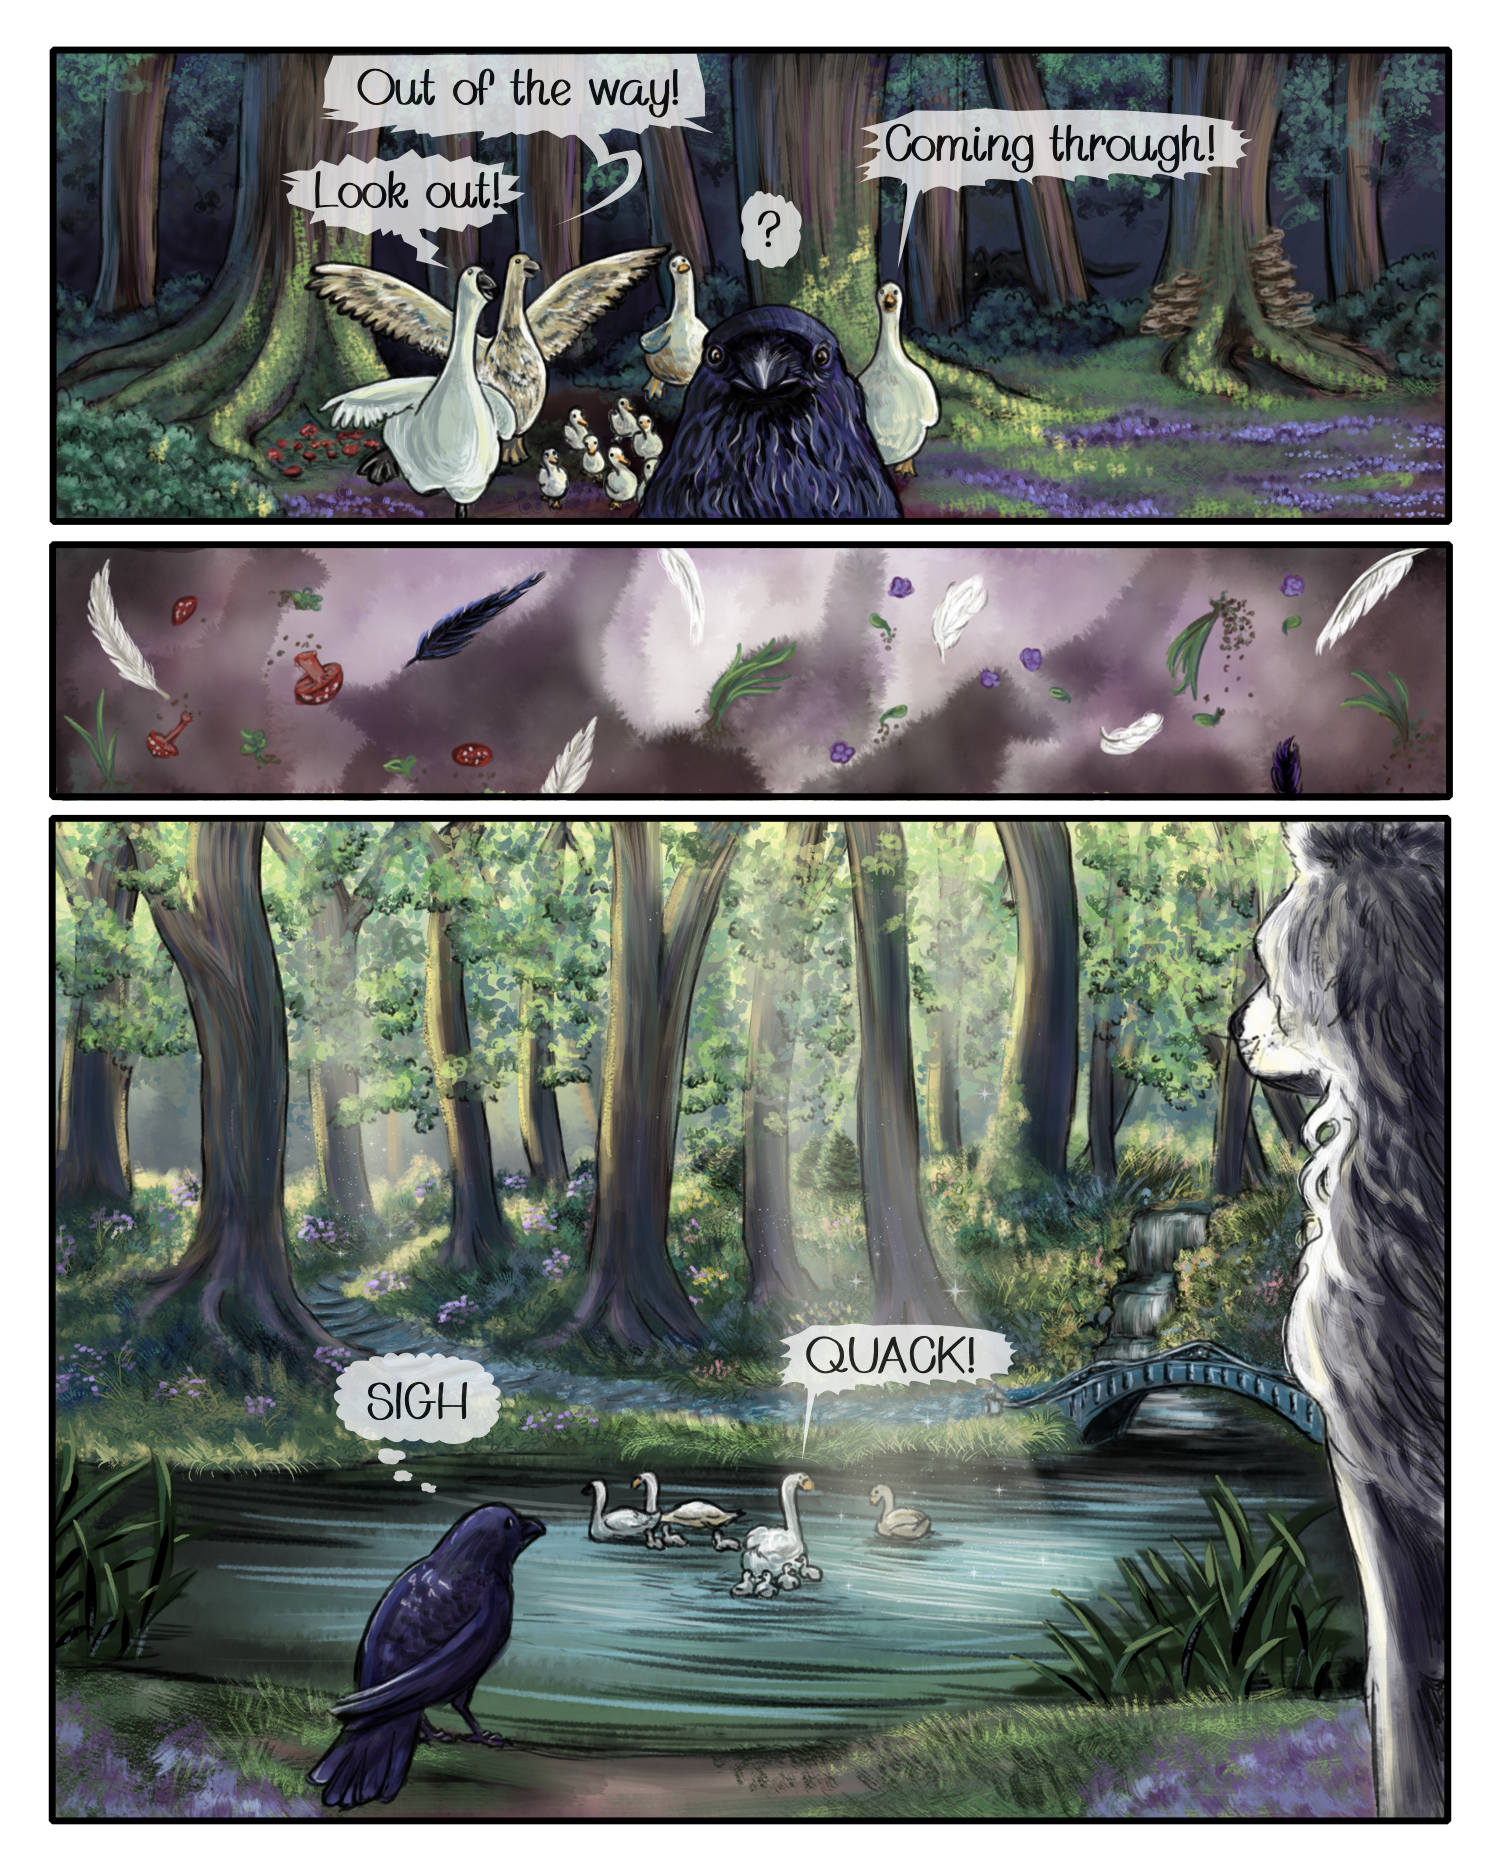 Out of the way!
Look out!
?
Coming through!
SIGH
QUACK!